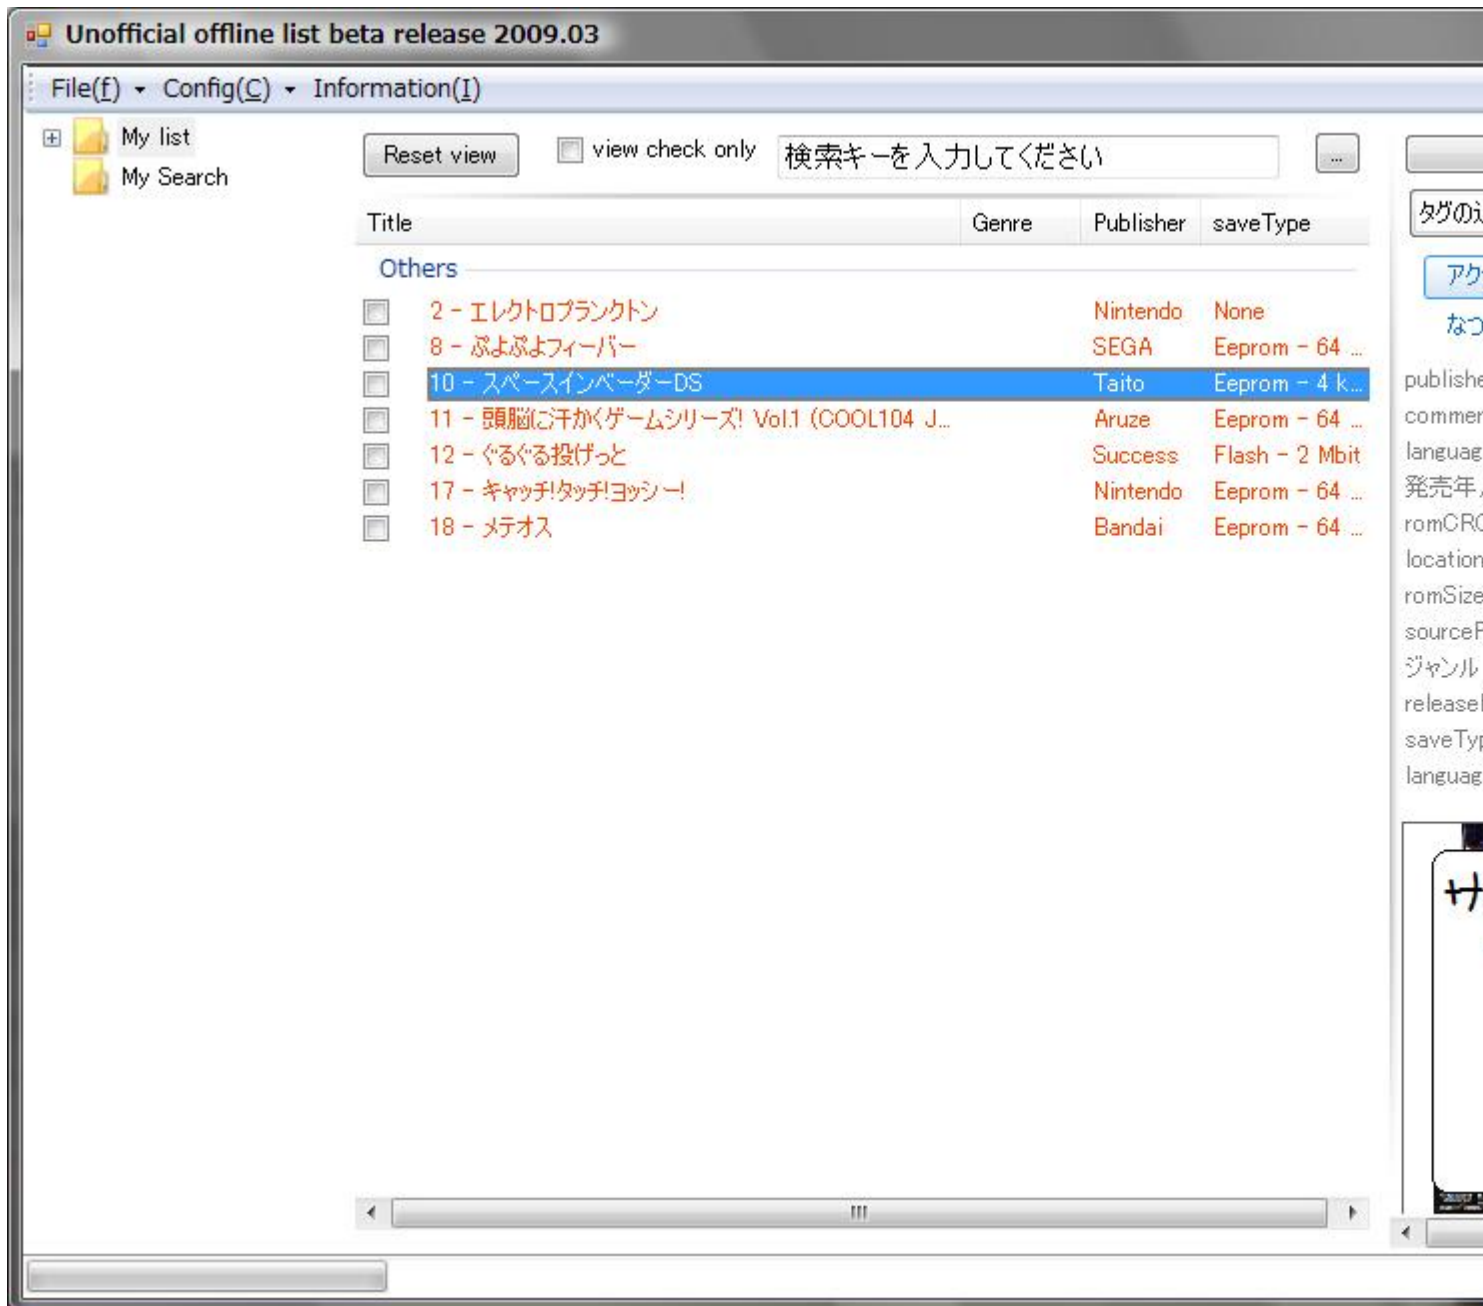 Unofficial offline list beta release 2009.03
File(f) Config(C) Information(I)
My list
My Search
Reset view view check only 検索キーを入力してください ...
Title Genre Publisher saveType
Others
2 - エレクトロプランクトン Nintendo None
8 - ぷよぷよフィーバー SEGA Eeprom - 64 ...
10 - スペースインベーダーDS Taito Eeprom - 4 k...
11 - 頭脳に汗かくゲームシリーズ! Vol.1 (COOL104 J... Aruze Eeprom - 64 ...
12 - ぐるぐる投げっと Success Flash - 2 Mbit
17 - キャッチ!タッチ!ヨッシー! Nintendo Eeprom - 64 ...
18 - メテオス Bandai Eeprom - 64 ...
タグの
アク
なつ
publishe
commen
languag
発売年
romCRC
location
romSize
sourceF
ジャンル
release
saveTyp
languag
サ